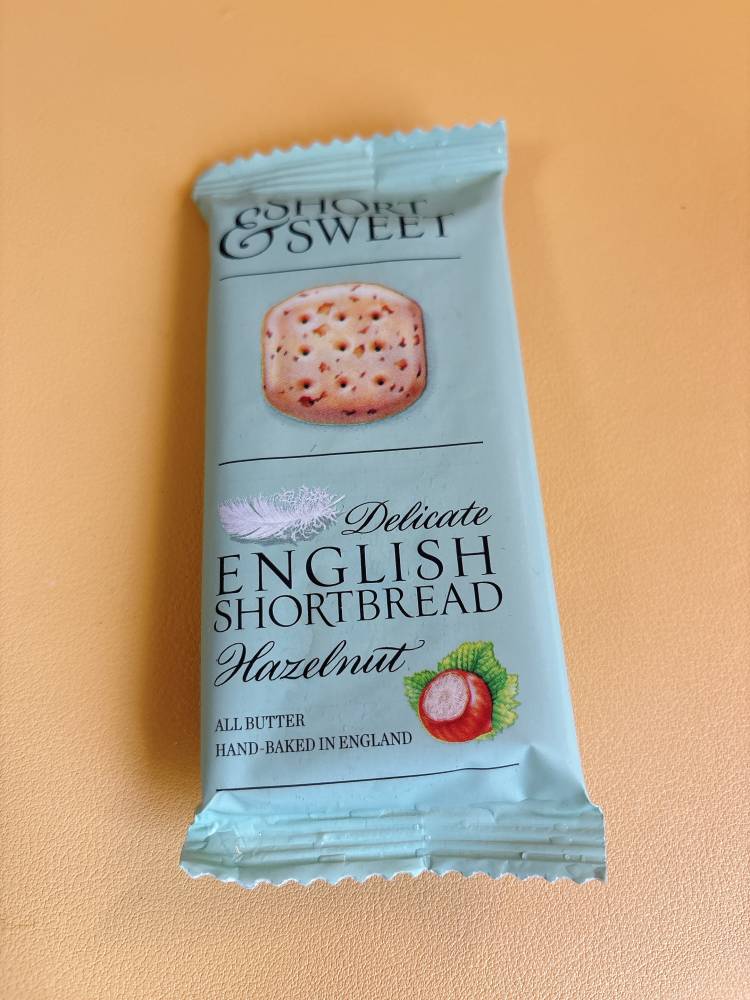 SHORT
& SWEET
Delicate
ENGLISH
SHORTBREAD
Hazelnut
ALL BUTTER
HAND-BAKED IN ENGLAND